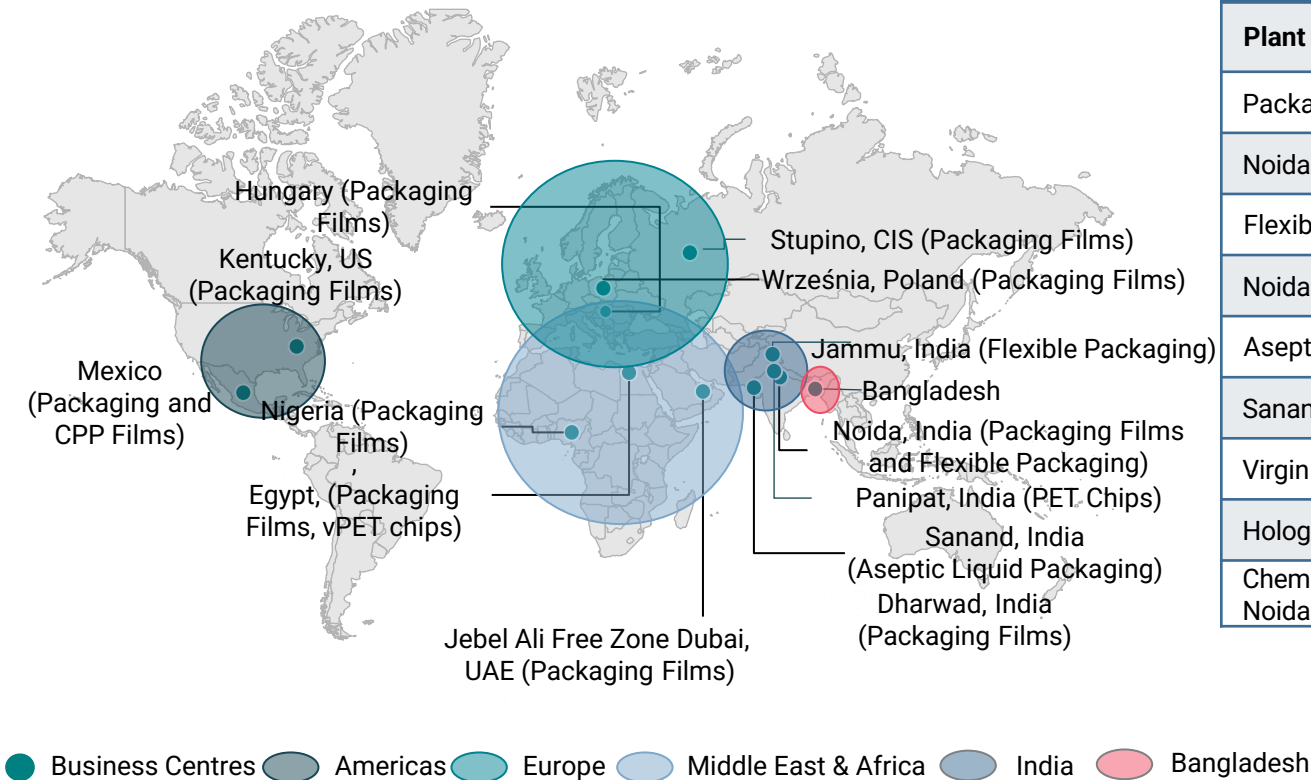 Hungary (Packaging
Films)
Kentucky, US
(Packaging Films)
Mexico
(Packaging and
CPP Films)
Nigeria (Packaging
Films)
,
Egypt, (Packaging
Films, vPET chips)
Jebel Ali Free Zone Dubai,
UAE (Packaging Films)
Stupino, CIS (Packaging Films)
Września, Poland (Packaging Films)
Jammu, India (Flexible Packaging)
Bangladesh
Noida, India (Packaging Films
and Flexible Packaging)
Panipat, India (PET Chips)
Sanand, India
(Aseptic Liquid Packaging)
Dharwad, India
(Packaging Films)
Plant
Packa
Noida
Flexib
Noida
Asept
Sanan
Virgin
Holog
Chem
Noida
Business Centres
Americas
Europe
Middle East & Africa
India
Bangladesh